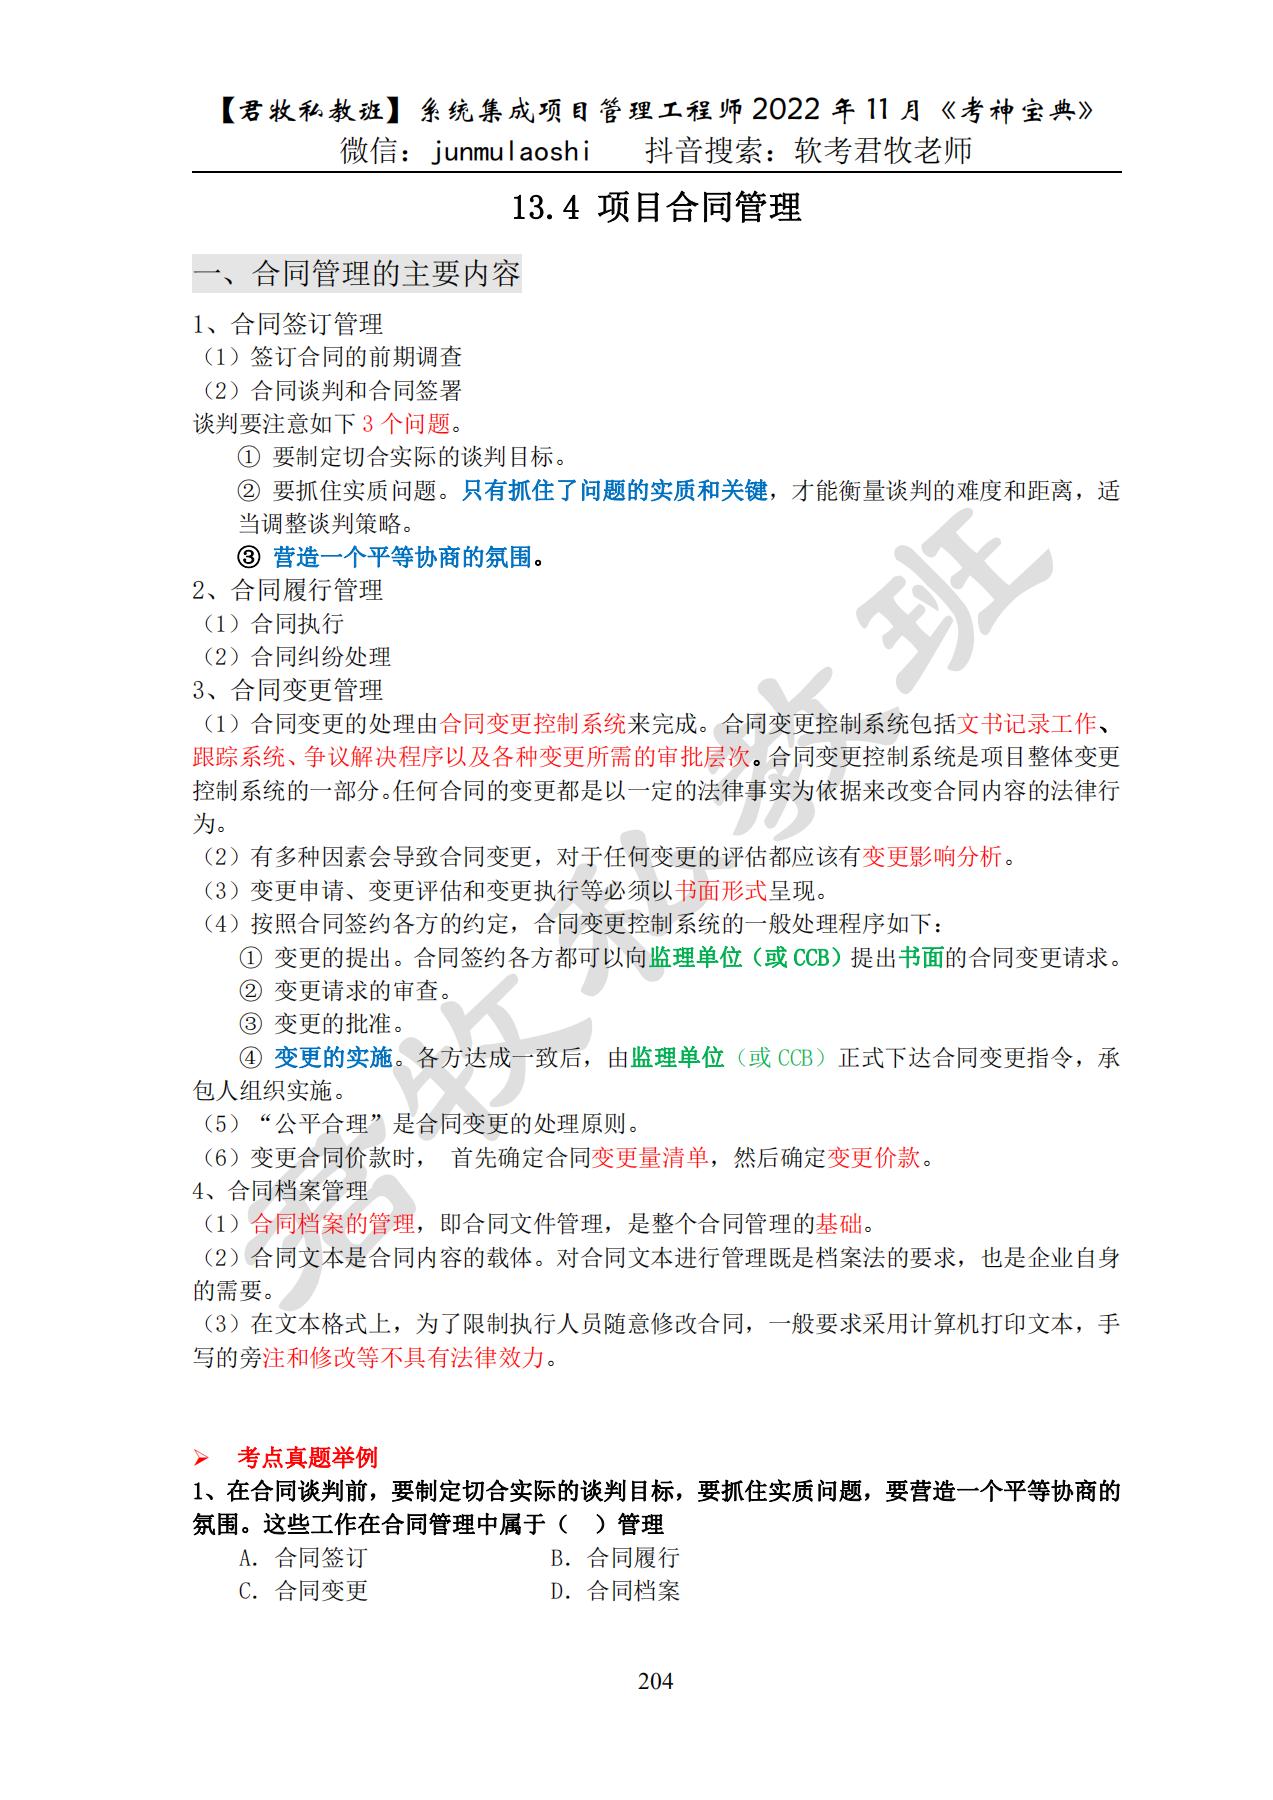 【君牧私教班】系统集成项目管理工程师 2022 年 11 月《考神宝典》
微信：junmulaoshi 抖音搜索：软考君牧老师
13.4 项目合同管理
一、合同管理的主要内容
1、合同签订管理
（1）签订合同的前期调查
（2）合同谈判和合同签署
谈判要注意如下 3 个问题。
① 要制定切合实际的谈判目标。
② 要抓住实质问题。只有抓住了问题的实质和关键，才能衡量谈判的难度和距离，适
当调整谈判策略。
③ 营造一个平等协商的氛围。
2、合同履行管理
（1）合同执行
（2）合同纠纷处理
3、合同变更管理
（1）合同变更的处理由合同变更控制系统来完成。合同变更控制系统包括文书记录工作、
跟踪系统、争议解决程序以及各种变更所需的审批层次。合同变更控制系统是项目整体变更
控制系统的一部分。任何合同的变更都是以一定的法律事实为依据来改变合同内容的法律行
为。
（2）有多种因素会导致合同变更，对于任何变更的评估都应该有变更影响分析。
（3）变更申请、变更评估和变更执行等必须以书面形式呈现。
（4）按照合同签约各方的约定，合同变更控制系统的一般处理程序如下：
① 变更的提出。合同签约各方都可以向监理单位（或 CCB）提出书面的合同变更请求。
② 变更请求的审查。
③ 变更的批准。
④ 变更的实施。各方达成一致后，由监理单位（或 CCB）正式下达合同变更指令，承
包人组织实施。
（5）“公平合理”是合同变更的处理原则。
（6）变更合同价款时， 首先确定合同变更量清单，然后确定变更价款。
4、合同档案管理
（1）合同档案的管理，即合同文件管理，是整个合同管理的基础。
（2）合同文本是合同内容的载体。对合同文本进行管理既是档案法的要求，也是企业自身
的需要。
（3）在文本格式上，为了限制执行人员随意修改合同，一般要求采用计算机打印文本，手
写的旁注和修改等不具有法律效力。
➢ 考点真题举例
1、在合同谈判前，要制定切合实际的谈判目标，要抓住实质问题，要营造一个平等协商的
氛围。这些工作在合同管理中属于（ ）管理
A．合同签订 B．合同履行
C．合同变更 D．合同档案
204
君牧私教班